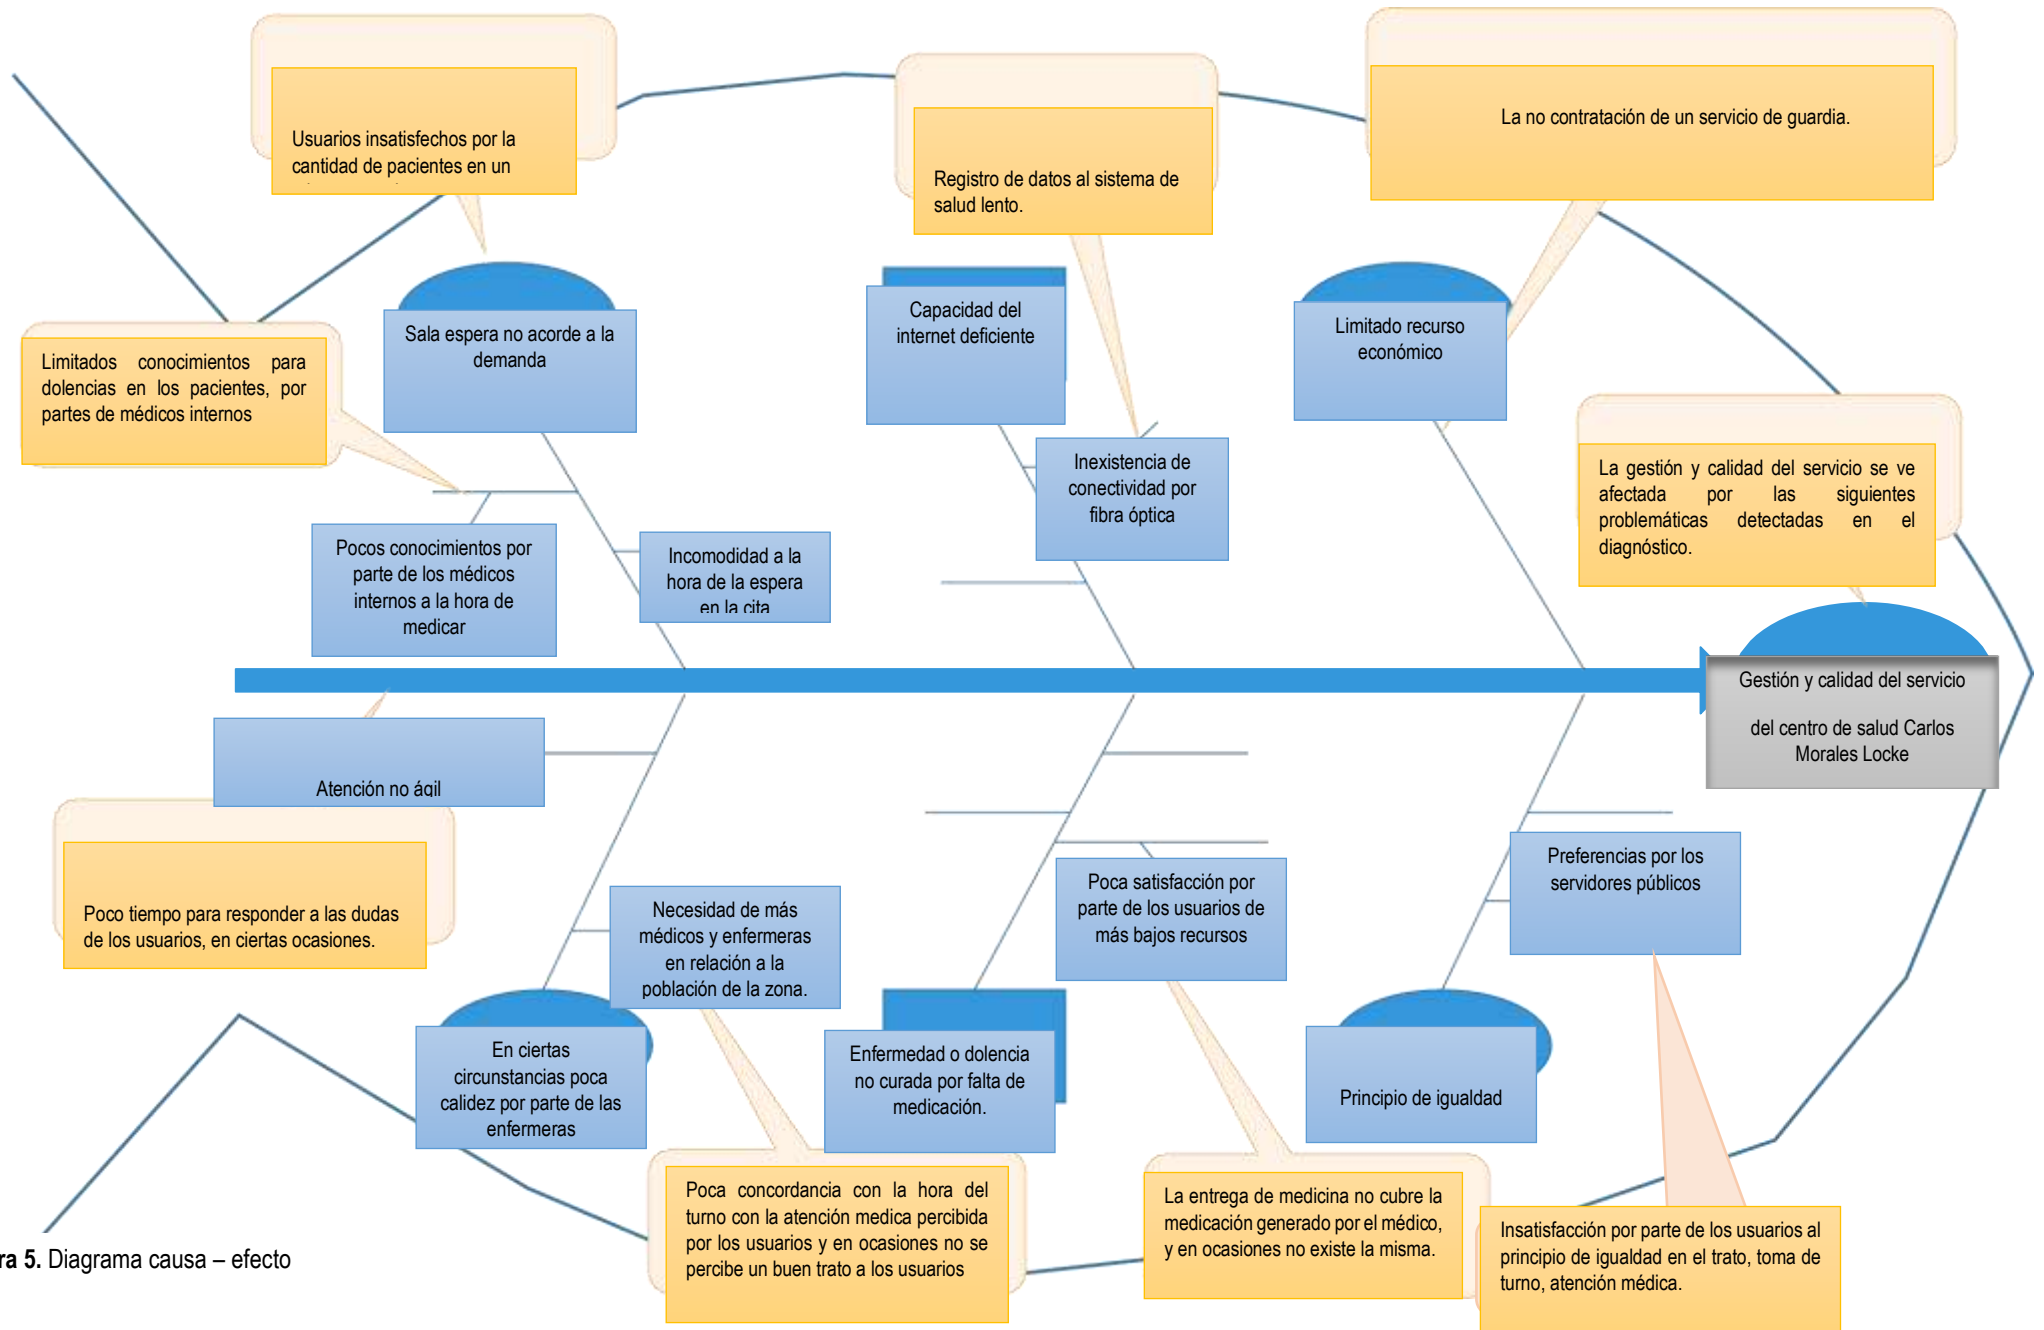 Usuarios insatisfechos por la
cantidad de pacientes en un
Registro de datos al sistema de
salud lento.
La no contratación de un servicio de guardia.
Limitados conocimientos para
dolencias en los pacientes, por
partes de médicos internos
Sala espera no acorde a la
demanda
Capacidad del
internet deficiente
Limitado recurso
económico
La gestión y calidad del servicio se ve
afectada por las siguientes
problemáticas detectadas en el
diagnóstico.
Inexistencia de
conectividad por
fibra óptica
Pocos conocimientos por
parte de los médicos
internos a la hora de
medicar
Incomodidad a la
hora de la espera
en la cita
Gestión y calidad del servicio
del centro de salud Carlos
Morales Locke
Atención no ágil
Poco tiempo para responder a las dudas
de los usuarios, en ciertas ocasiones.
Necesidad de más
médicos y enfermeras
en relación a la
población de la zona.
Poca satisfacción por
parte de los usuarios de
más bajos recursos
Preferencias por los
servidores públicos
En ciertas
circunstancias poca
calidez por parte de las
enfermeras
Enfermedad o dolencia
no curada por falta de
medicación.
Principio de igualdad
Poca concordancia con la hora del
turno con la atención medica percibida
por los usuarios y en ocasiones no se
percibe un buen trato a los usuarios
La entrega de medicina no cubre la
medicación generado por el médico,
y en ocasiones no existe la misma.
Insatisfacción por parte de los usuarios al
principio de igualdad en el trato, toma de
turno, atención médica.
ra 5. Diagrama causa – efecto